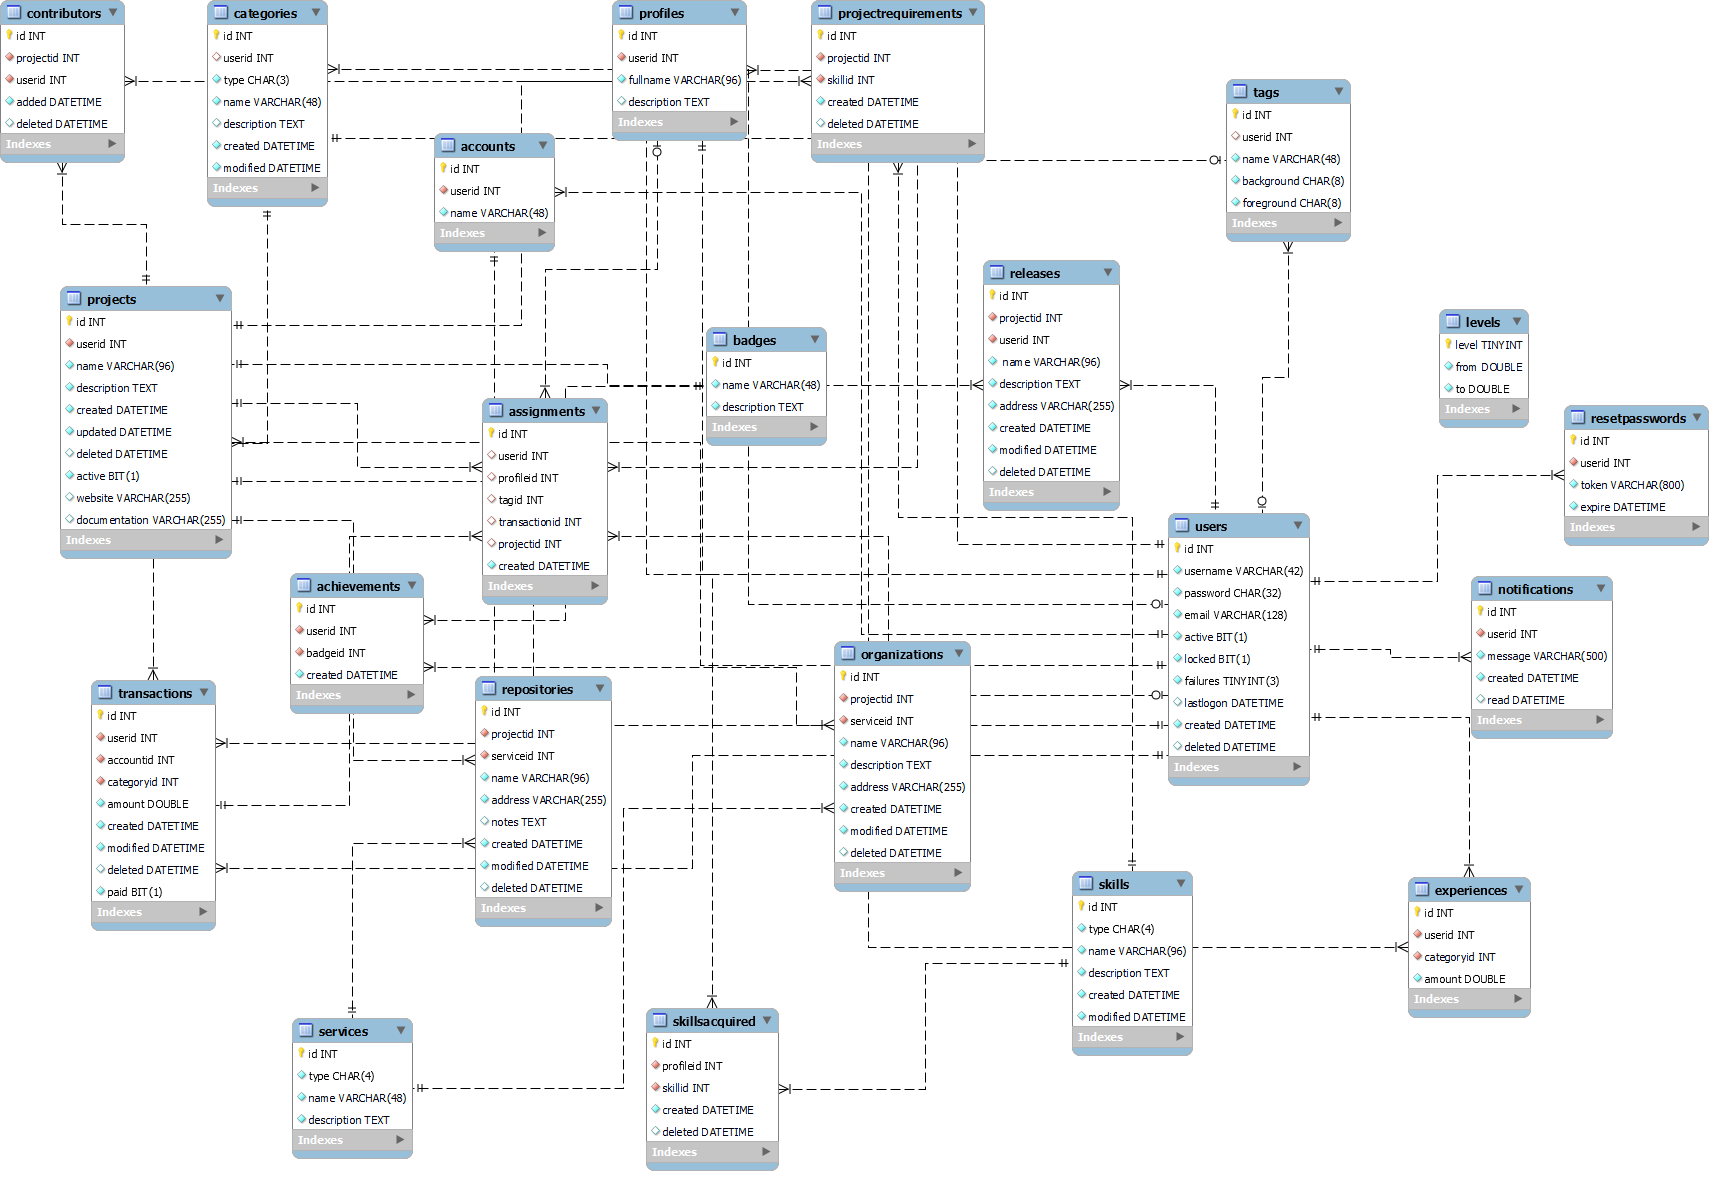 contributors
id INT
projectid INT
userid INT
added DATETIME
deleted DATETIME
Indexes
categories
id INT
userid INT
type CHAR(3)
name VARCHAR(48)
description TEXT
created DATETIME
modified DATETIME
Indexes
profiles
id INT
userid INT
fullname VARCHAR(96)
description TEXT
Indexes
projectrequirements
id INT
projectid INT
skillid INT
created DATETIME
deleted DATETIME
Indexes
tags
id INT
userid INT
name VARCHAR(48)
background CHAR(8)
foreground CHAR(8)
Indexes
accounts
id INT
userid INT
name VARCHAR(48)
Indexes
projects
id INT
userid INT
name VARCHAR(96)
description TEXT
created DATETIME
updated DATETIME
deleted DATETIME
active BIT(1)
website VARCHAR(255)
documentation VARCHAR(255)
Indexes
releases
id INT
projectid INT
userid INT
name VARCHAR(96)
description TEXT
address VARCHAR(255)
created DATETIME
modified DATETIME
deleted DATETIME
Indexes
badges
id INT
name VARCHAR(48)
description TEXT
Indexes
levels
level TINYINT
from DOUBLE
to DOUBLE
Indexes
assignments
id INT
userid INT
profileid INT
tagid INT
transactionid INT
projectid INT
created DATETIME
Indexes
resetpasswords
id INT
userid INT
token VARCHAR(800)
expire DATETIME
Indexes
users
id INT
username VARCHAR(42)
password CHAR(32)
email VARCHAR(128)
active BIT(1)
locked BIT(1)
failures TINYINT(3)
lastlogon DATETIME
created DATETIME
deleted DATETIME
Indexes
achievements
id INT
userid INT
badgeid INT
created DATETIME
Indexes
notifications
id INT
userid INT
message VARCHAR(500)
created DATETIME
read DATETIME
Indexes
organizations
id INT
projectid INT
serviceid INT
name VARCHAR(96)
description TEXT
address VARCHAR(255)
created DATETIME
modified DATETIME
deleted DATETIME
Indexes
transactions
id INT
userid INT
accountid INT
categoryid INT
amount DOUBLE
created DATETIME
modified DATETIME
deleted DATETIME
paid BIT(1)
Indexes
repositories
id INT
projectid INT
serviceid INT
name VARCHAR(96)
address VARCHAR(255)
notes TEXT
created DATETIME
modified DATETIME
deleted DATETIME
Indexes
skills
id INT
type CHAR(4)
name VARCHAR(96)
description TEXT
created DATETIME
modified DATETIME
Indexes
experiences
id INT
userid INT
categoryid INT
amount DOUBLE
Indexes
services
id INT
type CHAR(4)
name VARCHAR(48)
description TEXT
Indexes
skillsacquired
id INT
profileid INT
skillid INT
created DATETIME
deleted DATETIME
Indexes